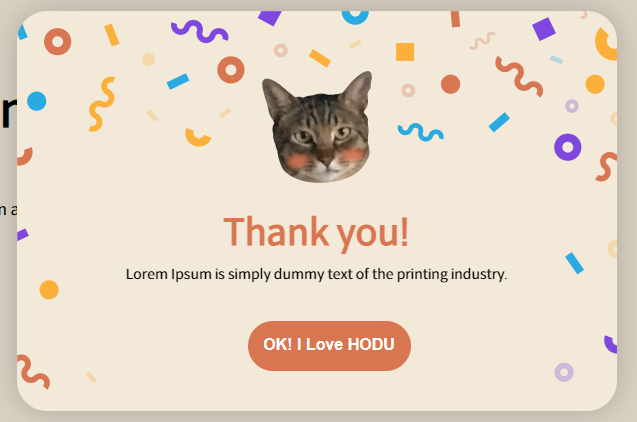 Thank you!
Lorem Ipsum is simply dummy text of the printing industry.
OK! I Love HODU